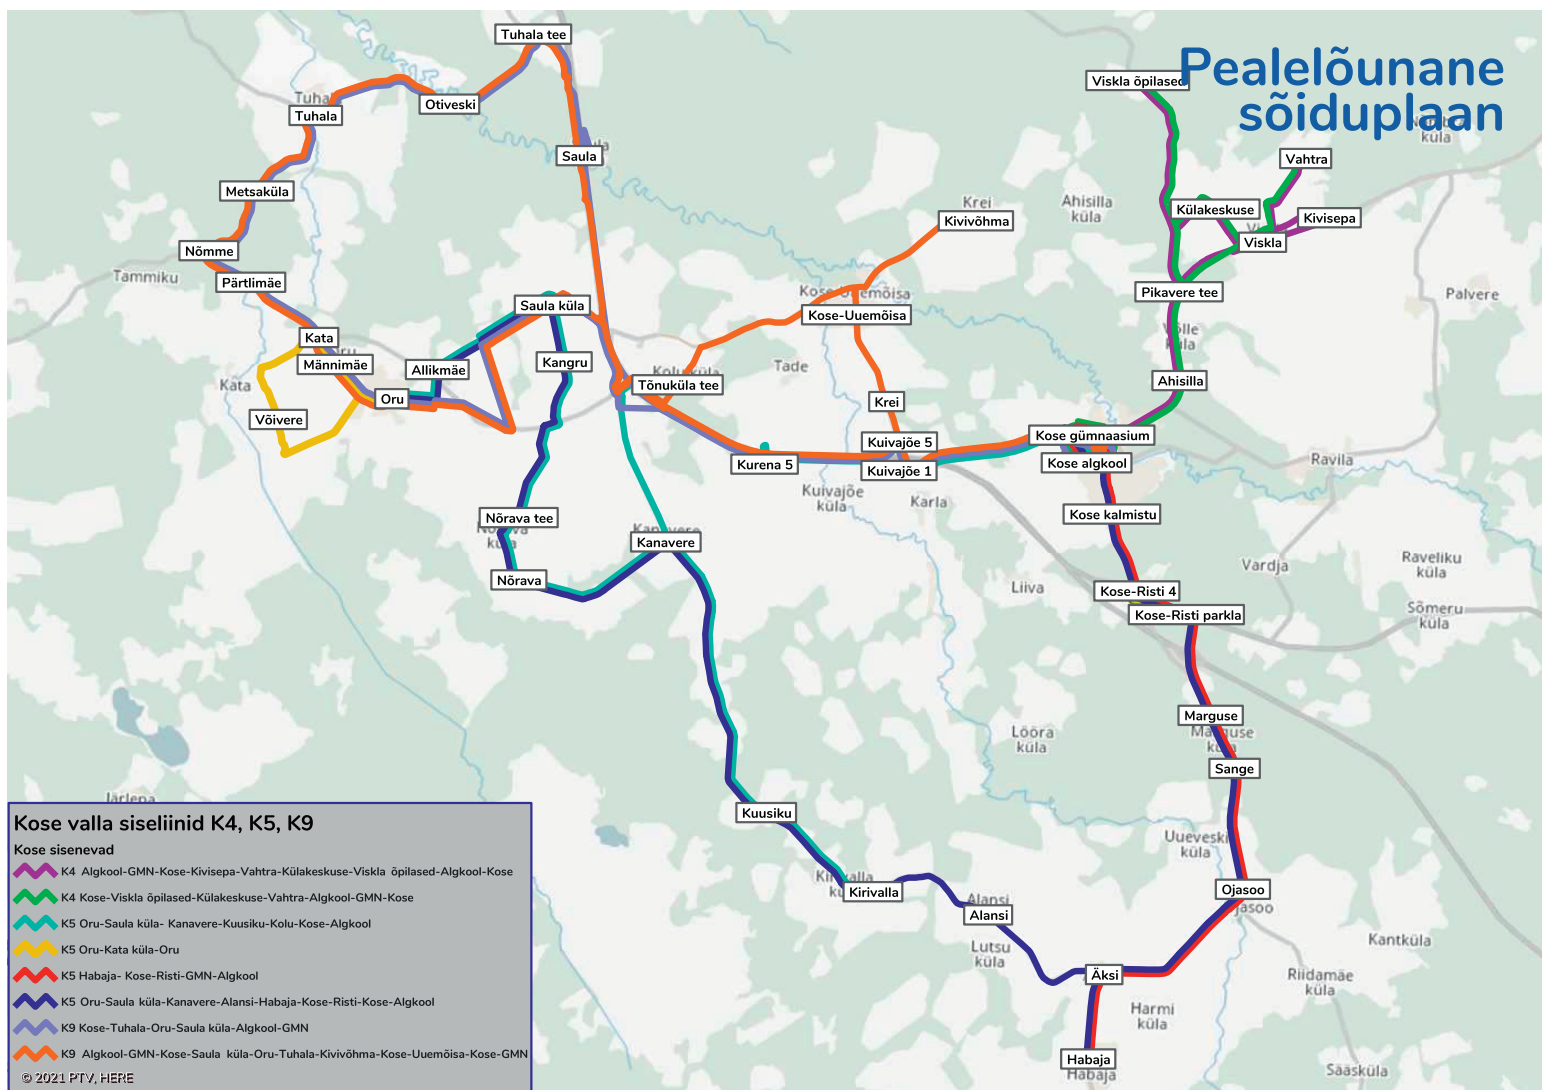 Pealelõunane
sõiduplaan
Tuhala tee
Viskla õpilased
Otiveski
Tuhala
Saula
Vahtra
Metsaküla
Krei
Kivivõhma
Ahisilla
küla
Külakeskuse
Kivisepa
Viskla
Nõmme
Tammiku
Pärtlimäe
Pikavere tee
Palvere
Saula küla
Kose-Uuemõisa
Kose-Uuemõisa
Kata
Männimäe
Kangru
Allikmäe
Tade
Kata
Tõnuküla tee
Ahisilla
Oru
Krei
Võivere
Kuivajõe 5
Kose gümnaasium
Kurena 5
Kuivajõe 1
Kose algkool
Ravila
Kuivajõe
küla
Karla
Nõrava tee
Kose kalmistu
Kanavere
Kanavere
Nõrava
Liiva
Vardja
Raveliku
küla
Kose-Risti 4
Kose-Risti parkla
Sõmeru
küla
Marguse
Lööra
küla
Sange
Kuusiku
Uueveski
küla
Kirivalla
Ojasoo
Alansi
Alansi
Lutsu
küla
Kantküla
Äksi
Riidamäe
küla
Harmi
küla
Habaja
Habaja
Sääsküla
Kose valla siseliinid K4, K5, K9
Kose sisenevad
K4 Algkool-GMN-Kose-Kivisepa-Vahtra-Külakeskuse-Viskla õpilased-Algkool-Kose
K4 Kose-Viskla õpilased-Külakeskuse-Vahtra-Algkool-GMN-Kose
K5 Oru-Saula küla- Kanavere-Kuusiku-Kolu-Kose-Algkool
K5 Oru-Kata küla-Oru
K5 Habaja- Kose-Risti-GMN-Algkool
K5 Oru-Saula küla-Kanavere-Alansi-Habaja-Kose-Risti-Kose-Algkool
K9 Kose-Tuhala-Oru-Saula küla-Algkool-GMN
K9 Algkool-GMN-Kose-Saula küla-Oru-Tuhala-Kivivõhma-Kose-Uuemõisa-Kose-GMN
© 2021 PTV, HERE